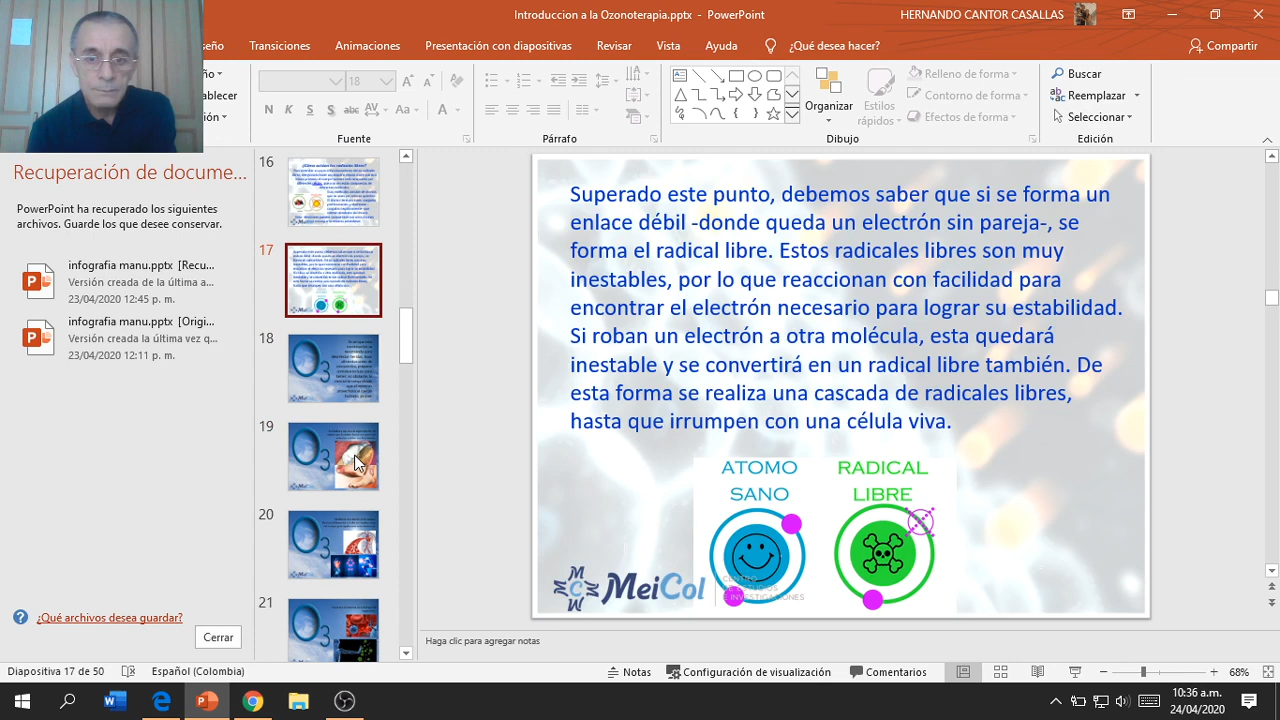 Introduccion a la Ozonoterapia.pptx - PowerPoint
HERNANDO CANTOR CASALLAS
Transiciones
Animaciones
Presentación con diapositivas
Revisar
Vista
Ayuda
¿Qué desea hacer?
Compartir
18
Relleno de forma
Contorno de forma
Efectos de forma
Organizar
Estilos
rápidos
Buscar
Reemplazar
Seleccionar
Fuente
Párrafo
Dibujo
Edición
Recuperación de docume...
recuperado los siguientes
archivos. Guarde los que desee conservar.
infografia manu.pptx [Recu...
Versión creada de la última a...
23/04/2020 12:45 p. m.
infografia manu.pptx [Origi...
Versión creada la última vez q...
23/04/2020 12:11 p. m.
¿Qué archivos desea guardar?
Cerrar
16
17
18
19
20
21
Superado este punto, debemos saber que si se forma un
enlace débil -donde queda un electrón sin pareja-, se
forma el radical libre. Estos radicales libres son muy
inestables, por lo que reaccionan con facilidad para
encontrar el electrón necesario para lograr su estabilidad.
Si roban un electrón a otra molécula, esta quedará
inestable y se convertirá en un radical libre también. De
esta forma se realiza una cascada de radicales libres,
hasta que irrumpen con una célula viva.
ATOMO
SANO
RADICAL
LIBRE
MeiCol
E INVESTIGACIONES
Haga clic para agregar notas
Diapositiva 17 de 50
Español (Colombia)
Notas
Configuración de visualización
Comentarios
68%
10:36 a.m.
24/04/2020